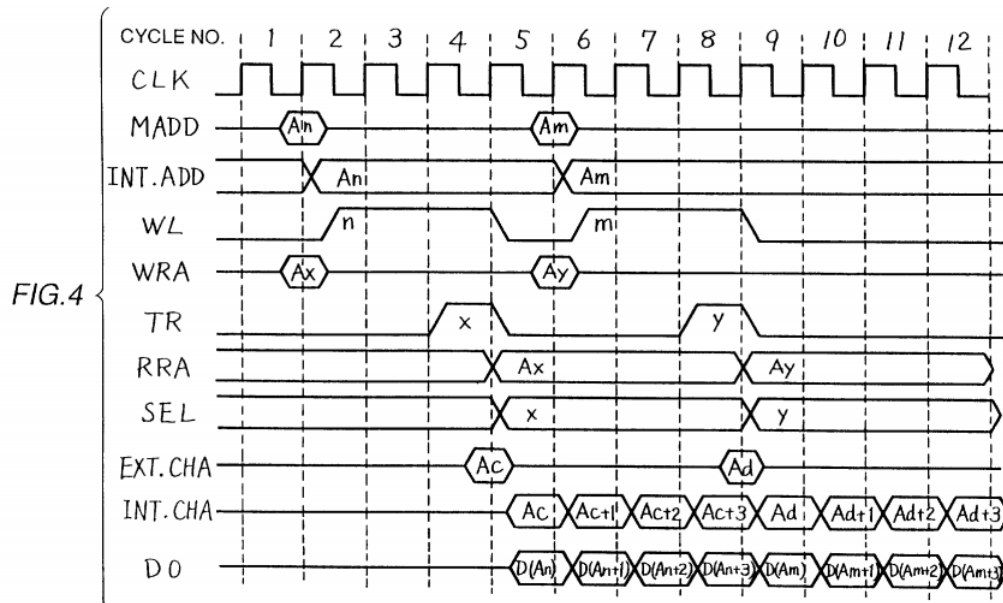 CYCLE NO. 1 2 3 4 5 6 7 8 9 10 11 12
CLK
MADD An Am
INT.ADD An Am
WL n m
WRA Ax Ay
FIG.4
TR x y
RRA Ax Ay
SEL x y
EXT.CHA Ac Ad
INT.CHA Ac Ac+1 Ac+2 Ac+3 Ad Ad+1 Ad+2 Ad+3
DO D(An) D(An+1) D(An+2) D(An+3) D(Am) D(Am+1) D(Am+2) D(Am+3)